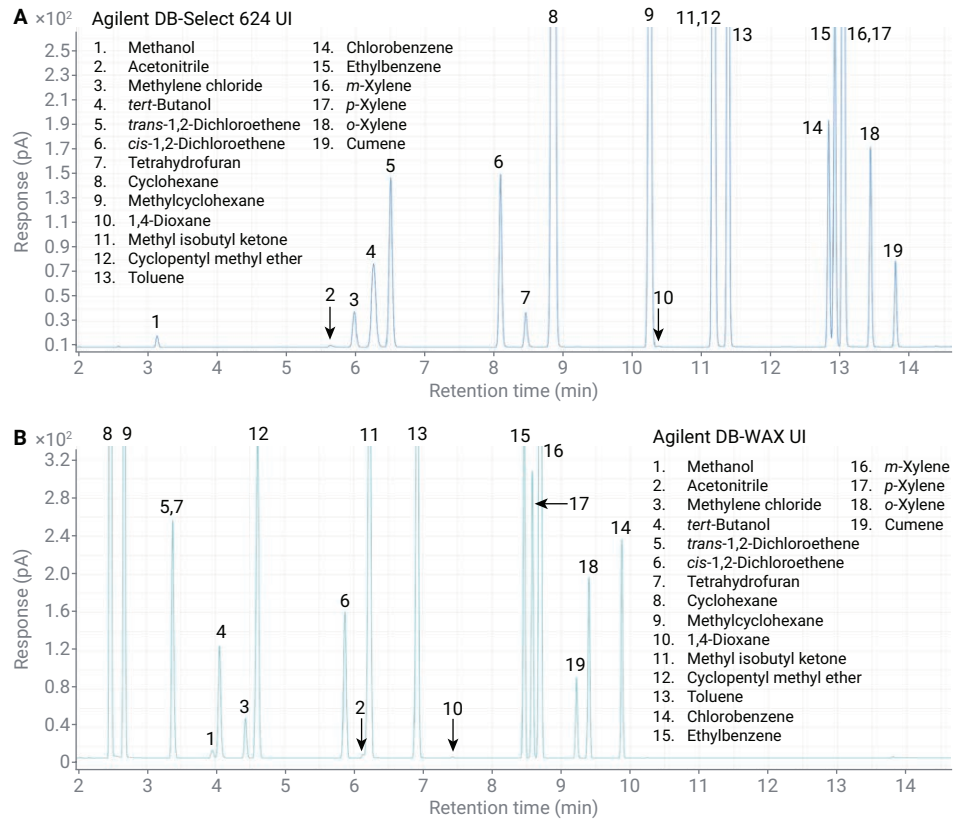 A ×10² Agilent DB-Select 624 UI
1. Methanol
2. Acetonitrile
3. Methylene chloride
4. tert-Butanol
5. trans-1,2-Dichloroethene
6. cis-1,2-Dichloroethene
7. Tetrahydrofuran
8. Cyclohexane
9. Methylcyclohexane
10. 1,4-Dioxane
11. Methyl isobutyl ketone
12. Cyclopentyl methyl ether
13. Toluene
14. Chlorobenzene
15. Ethylbenzene
16. m-Xylene
17. p-Xylene
18. o-Xylene
19. Cumene
Response (pA)
2.5
2.3
2.1
1.9
1.7
1.5
1.3
1.1
0.9
0.7
0.5
0.3
0.1
1
2
3
4
5
6
7
8
9
10
11,12
13
14
15
16,17
18
19
2 3 4 5 6 7 8 9 10 11 12 13 14
Retention time (min)
B ×10²
Agilent DB-WAX UI
1. Methanol
2. Acetonitrile
3. Methylene chloride
4. tert-Butanol
5. trans-1,2-Dichloroethene
6. cis-1,2-Dichloroethene
7. Tetrahydrofuran
8. Cyclohexane
9. Methylcyclohexane
10. 1,4-Dioxane
11. Methyl isobutyl ketone
12. Cyclopentyl methyl ether
13. Toluene
14. Chlorobenzene
15. Ethylbenzene
16. m-Xylene
17. p-Xylene
18. o-Xylene
19. Cumene
Response (pA)
3.2
2.8
2.4
2.0
1.6
1.2
0.8
0.4
0
8
9
5,7
1
4
3
12
6
2
11
13
10
15
16
17
19
18
14
2 3 4 5 6 7 8 9 10 11 12 13 14
Retention time (min)